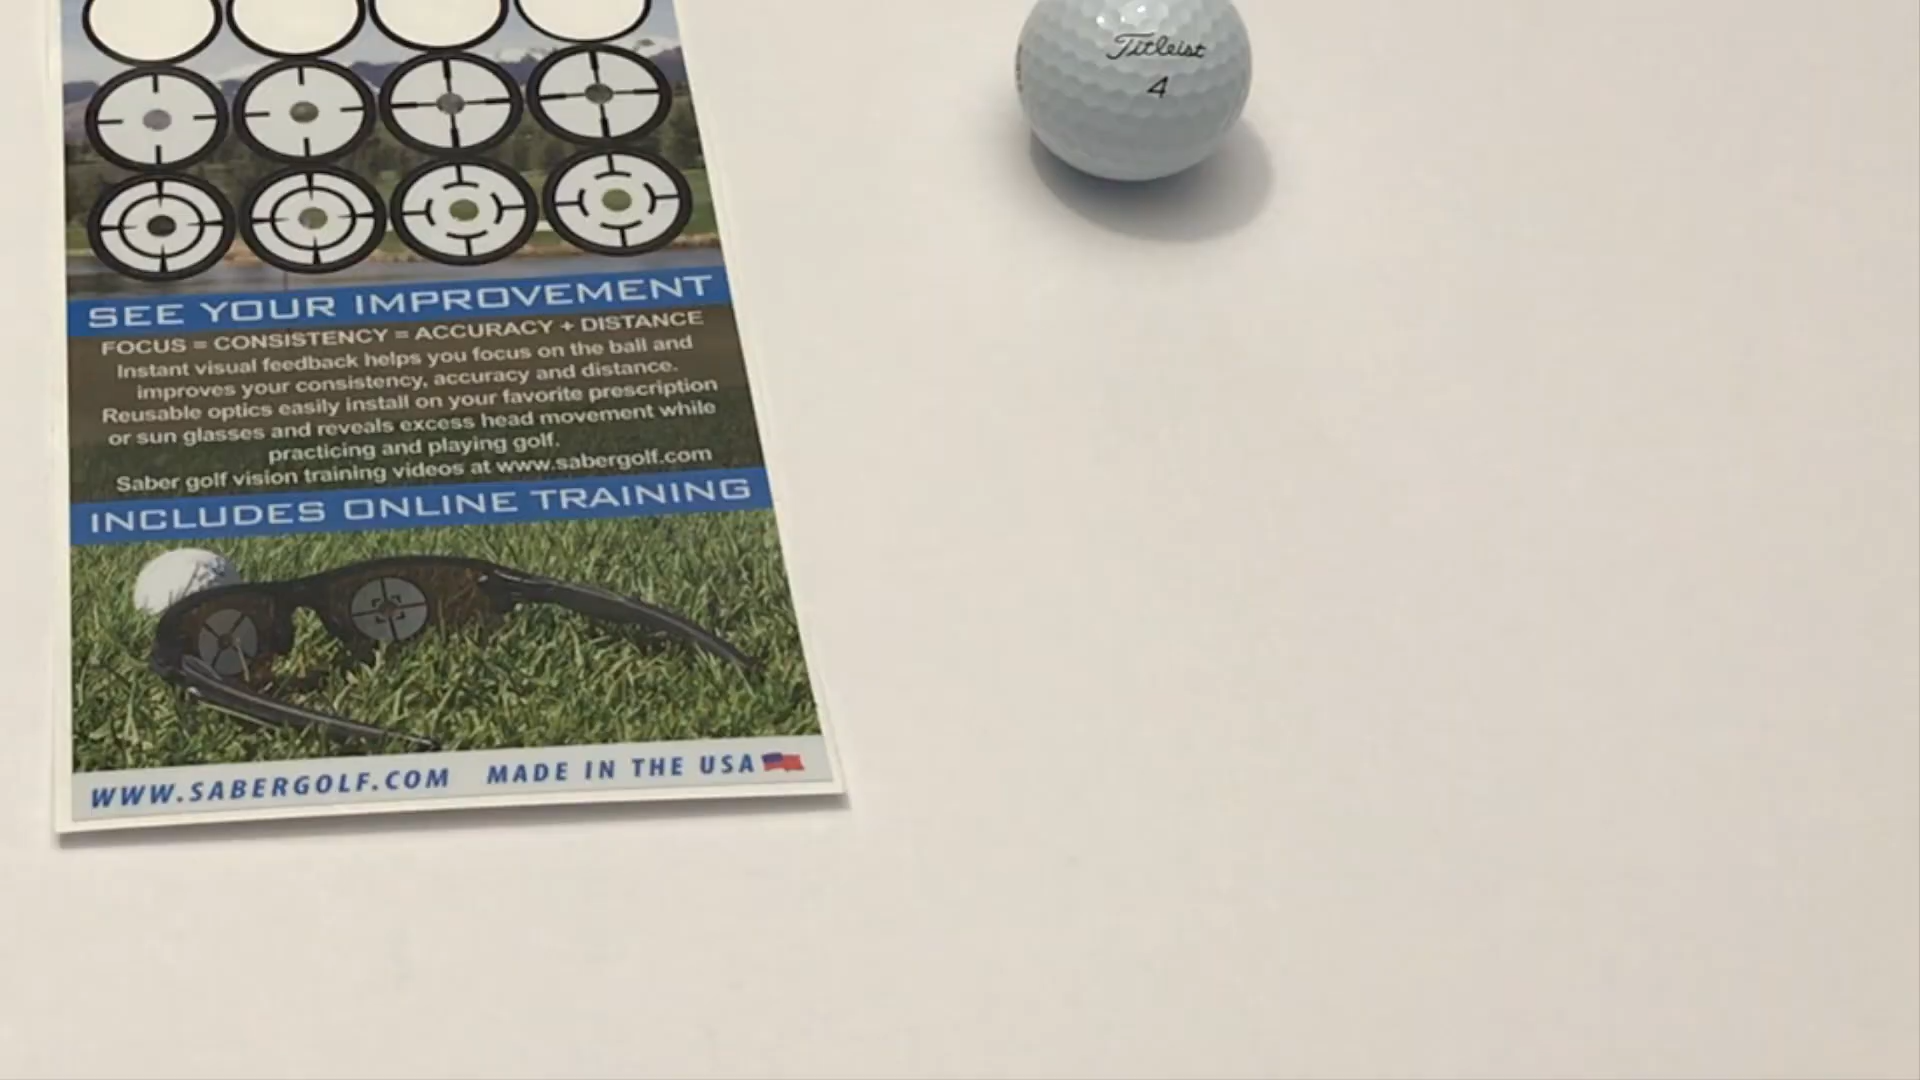 Titleist
4
SEE YOUR IMPROVEMENT
FOCUS = CONSISTENCY = ACCURACY + DISTANCE
Instant visual feedback helps you focus on the ball and
improves your consistency, accuracy and distance.
Reusable optics easily install on your favorite prescription
or sun glasses and reveals excess head movement while
practicing and playing golf.
Saber golf vision training videos at www.sabergolf.com
INCLUDES ONLINE TRAINING
WWW.SABERGOLF.COM MADE IN THE USA